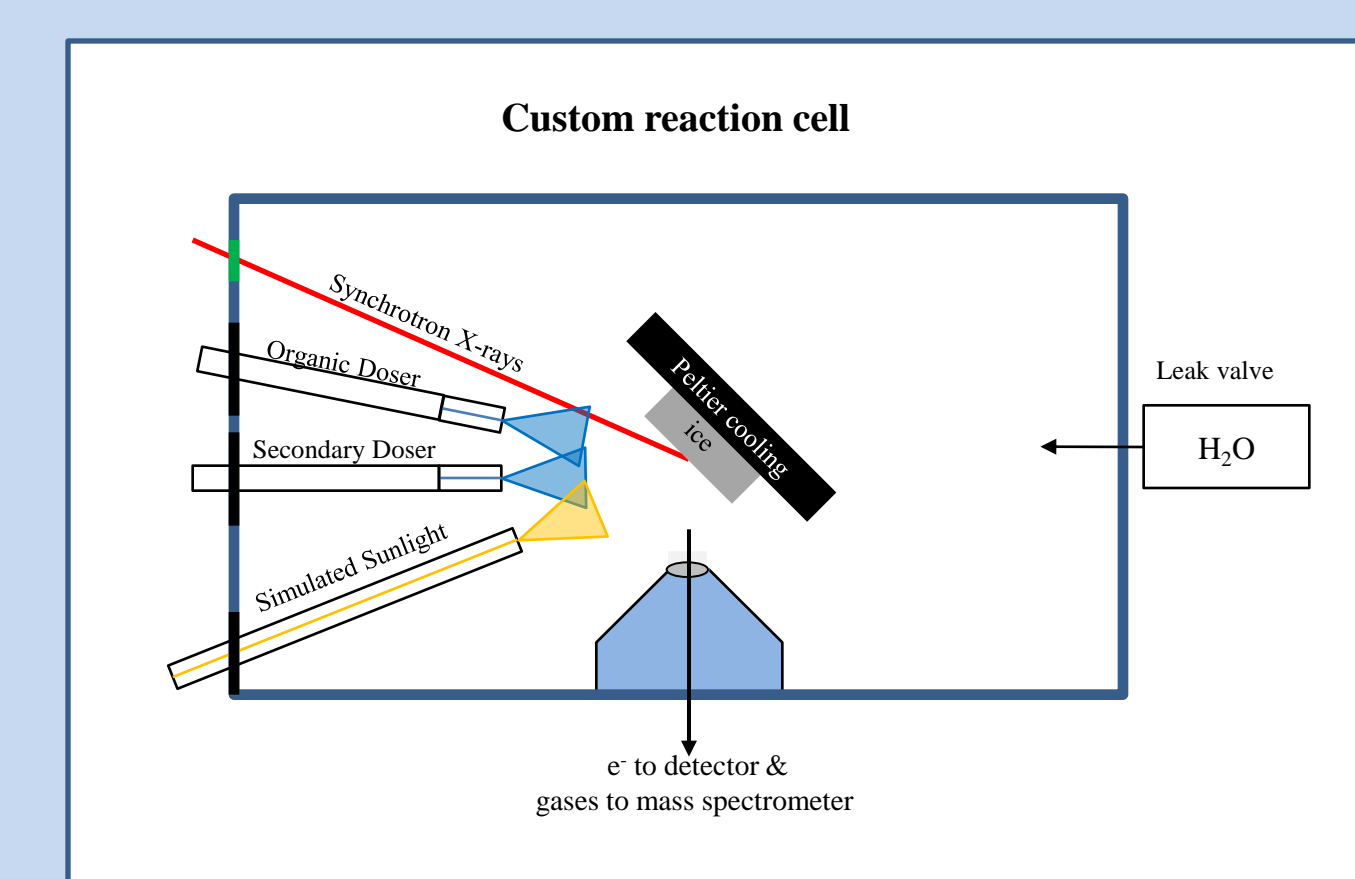 Custom reaction cell
Synchrotron X-rays
Organic Doser
Secondary Doser
Simulated Sunlight
Peltier cooling
ice
Leak valve
H₂O
e⁻ to detector &
gases to mass spectrometer